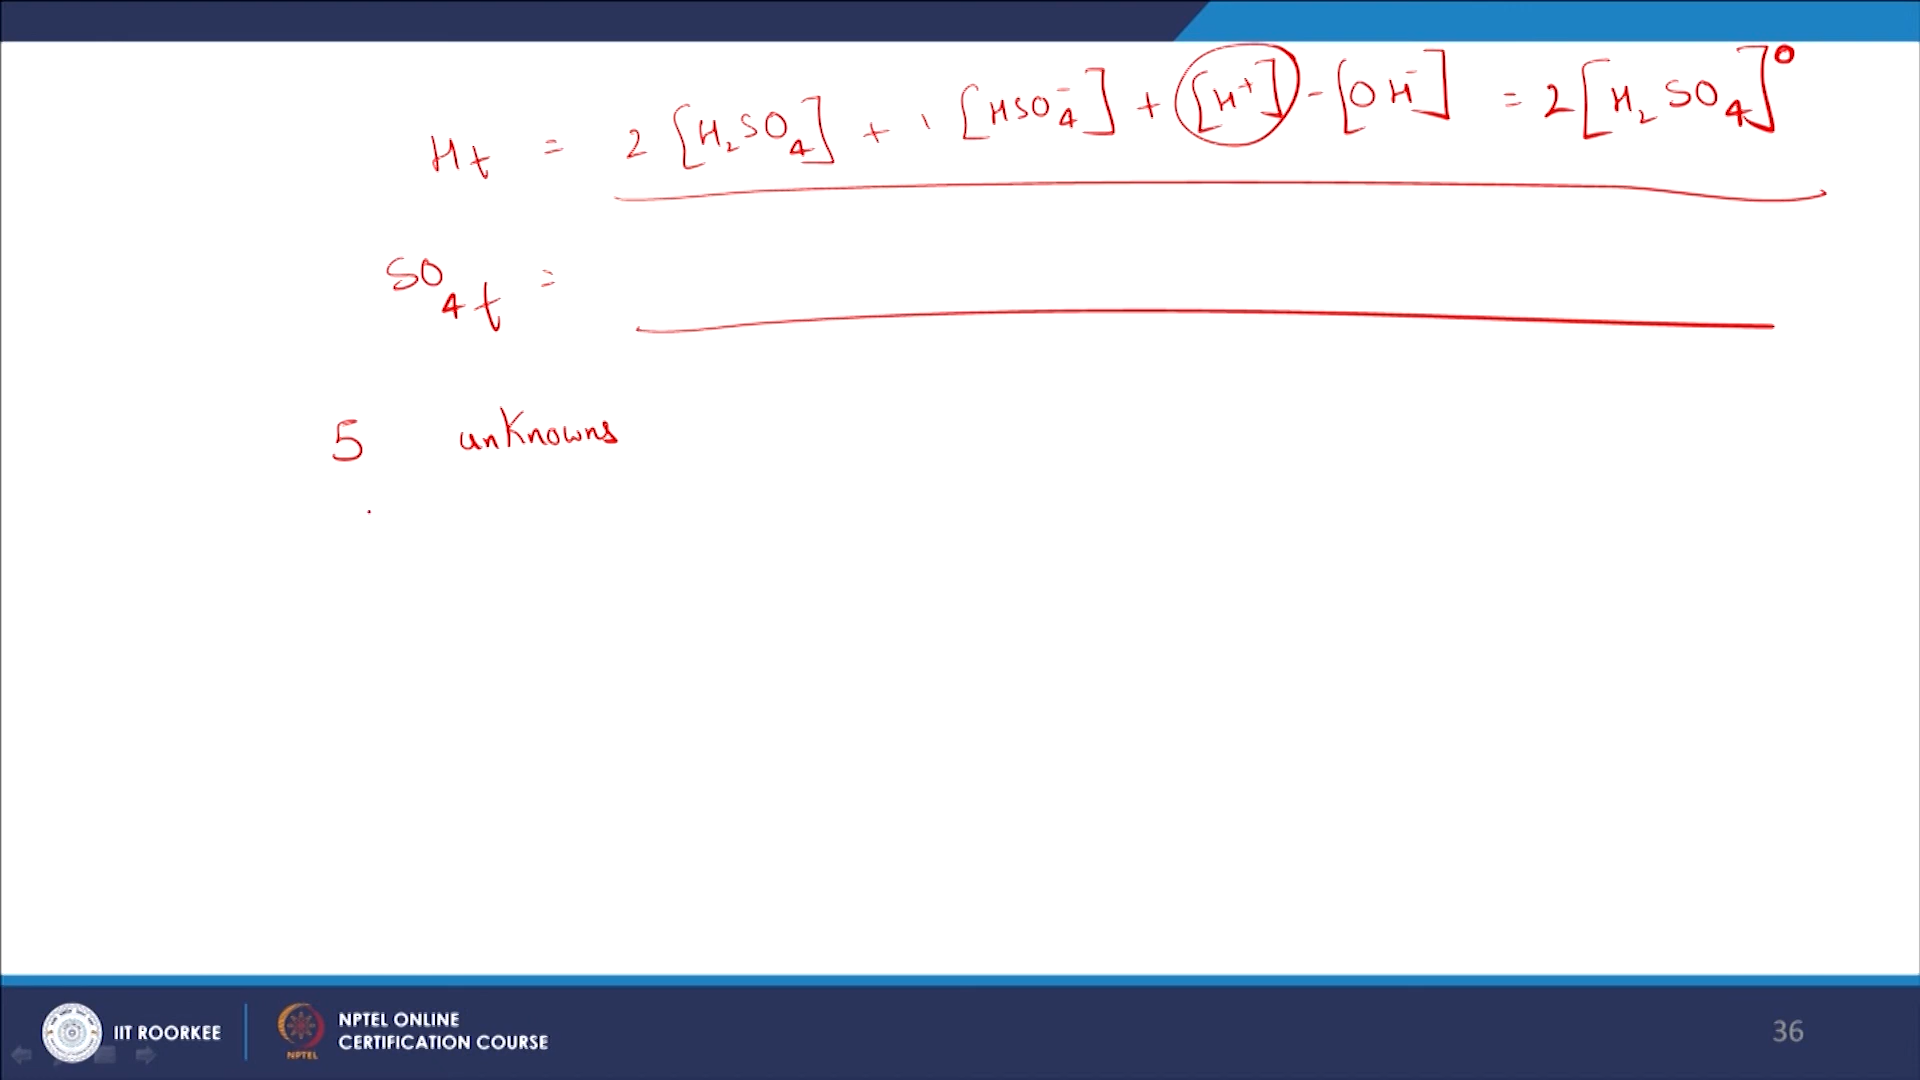 Ht = 2 [H₂SO₄] + 1 [HSO₄⁻] + [H⁺] - [OH⁻] = 2 [H₂SO₄]⁰
SO₄t =
5 unknowns
IIT ROORKEE
NPTEL
NPTEL ONLINE
CERTIFICATION COURSE
36